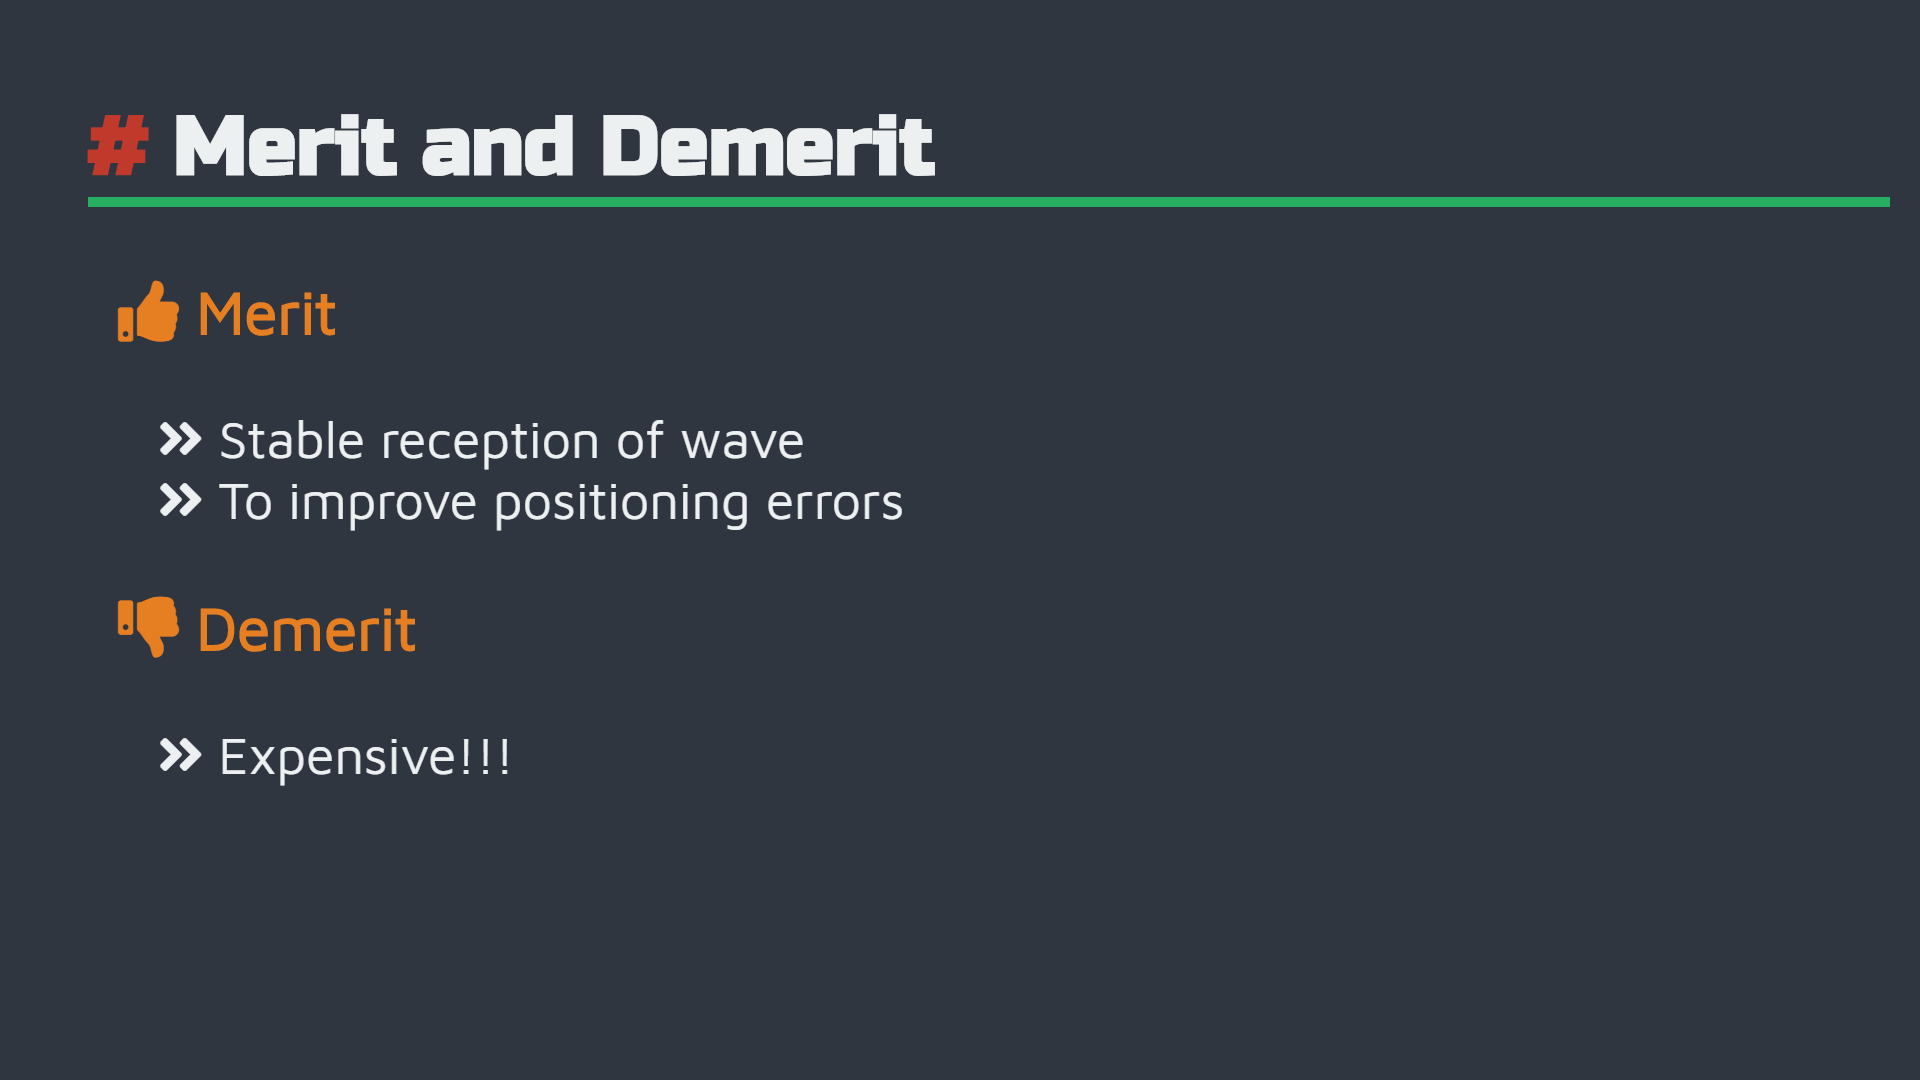 # Merit and Demerit
Merit
Stable reception of wave
To improve positioning errors
Demerit
Expensive!!!